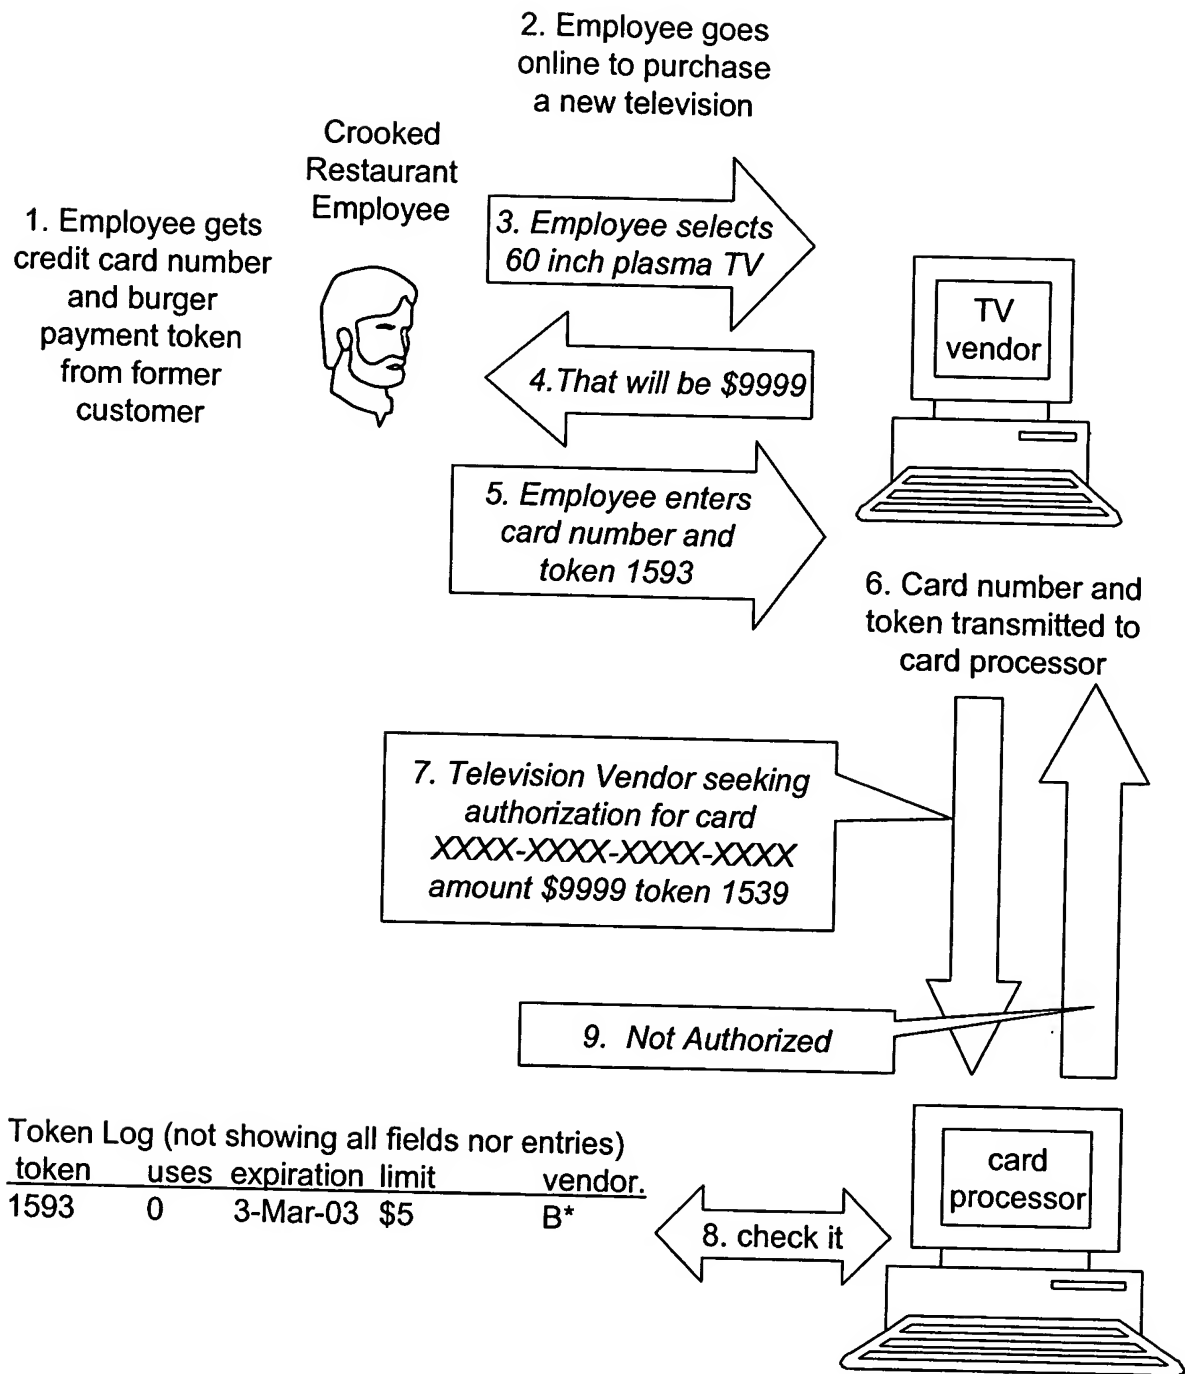 2. Employee goes
online to purchase
a new television
Crooked
Restaurant
Employee
1. Employee gets
credit card number
and burger
payment token
from former
customer
3. Employee selects
60 inch plasma TV
TV
vendor
4. That will be $9999
5. Employee enters
card number and
token 1593
6. Card number and
token transmitted to
card processor
7. Television Vendor seeking
authorization for card
XXXX-XXXX-XXXX-XXXX
amount $9999 token 1539
9. Not Authorized
Token Log (not showing all fields nor entries)
token uses expiration limit vendor.
1593 0 3-Mar-03 $5 B*
8. check it
card
processor